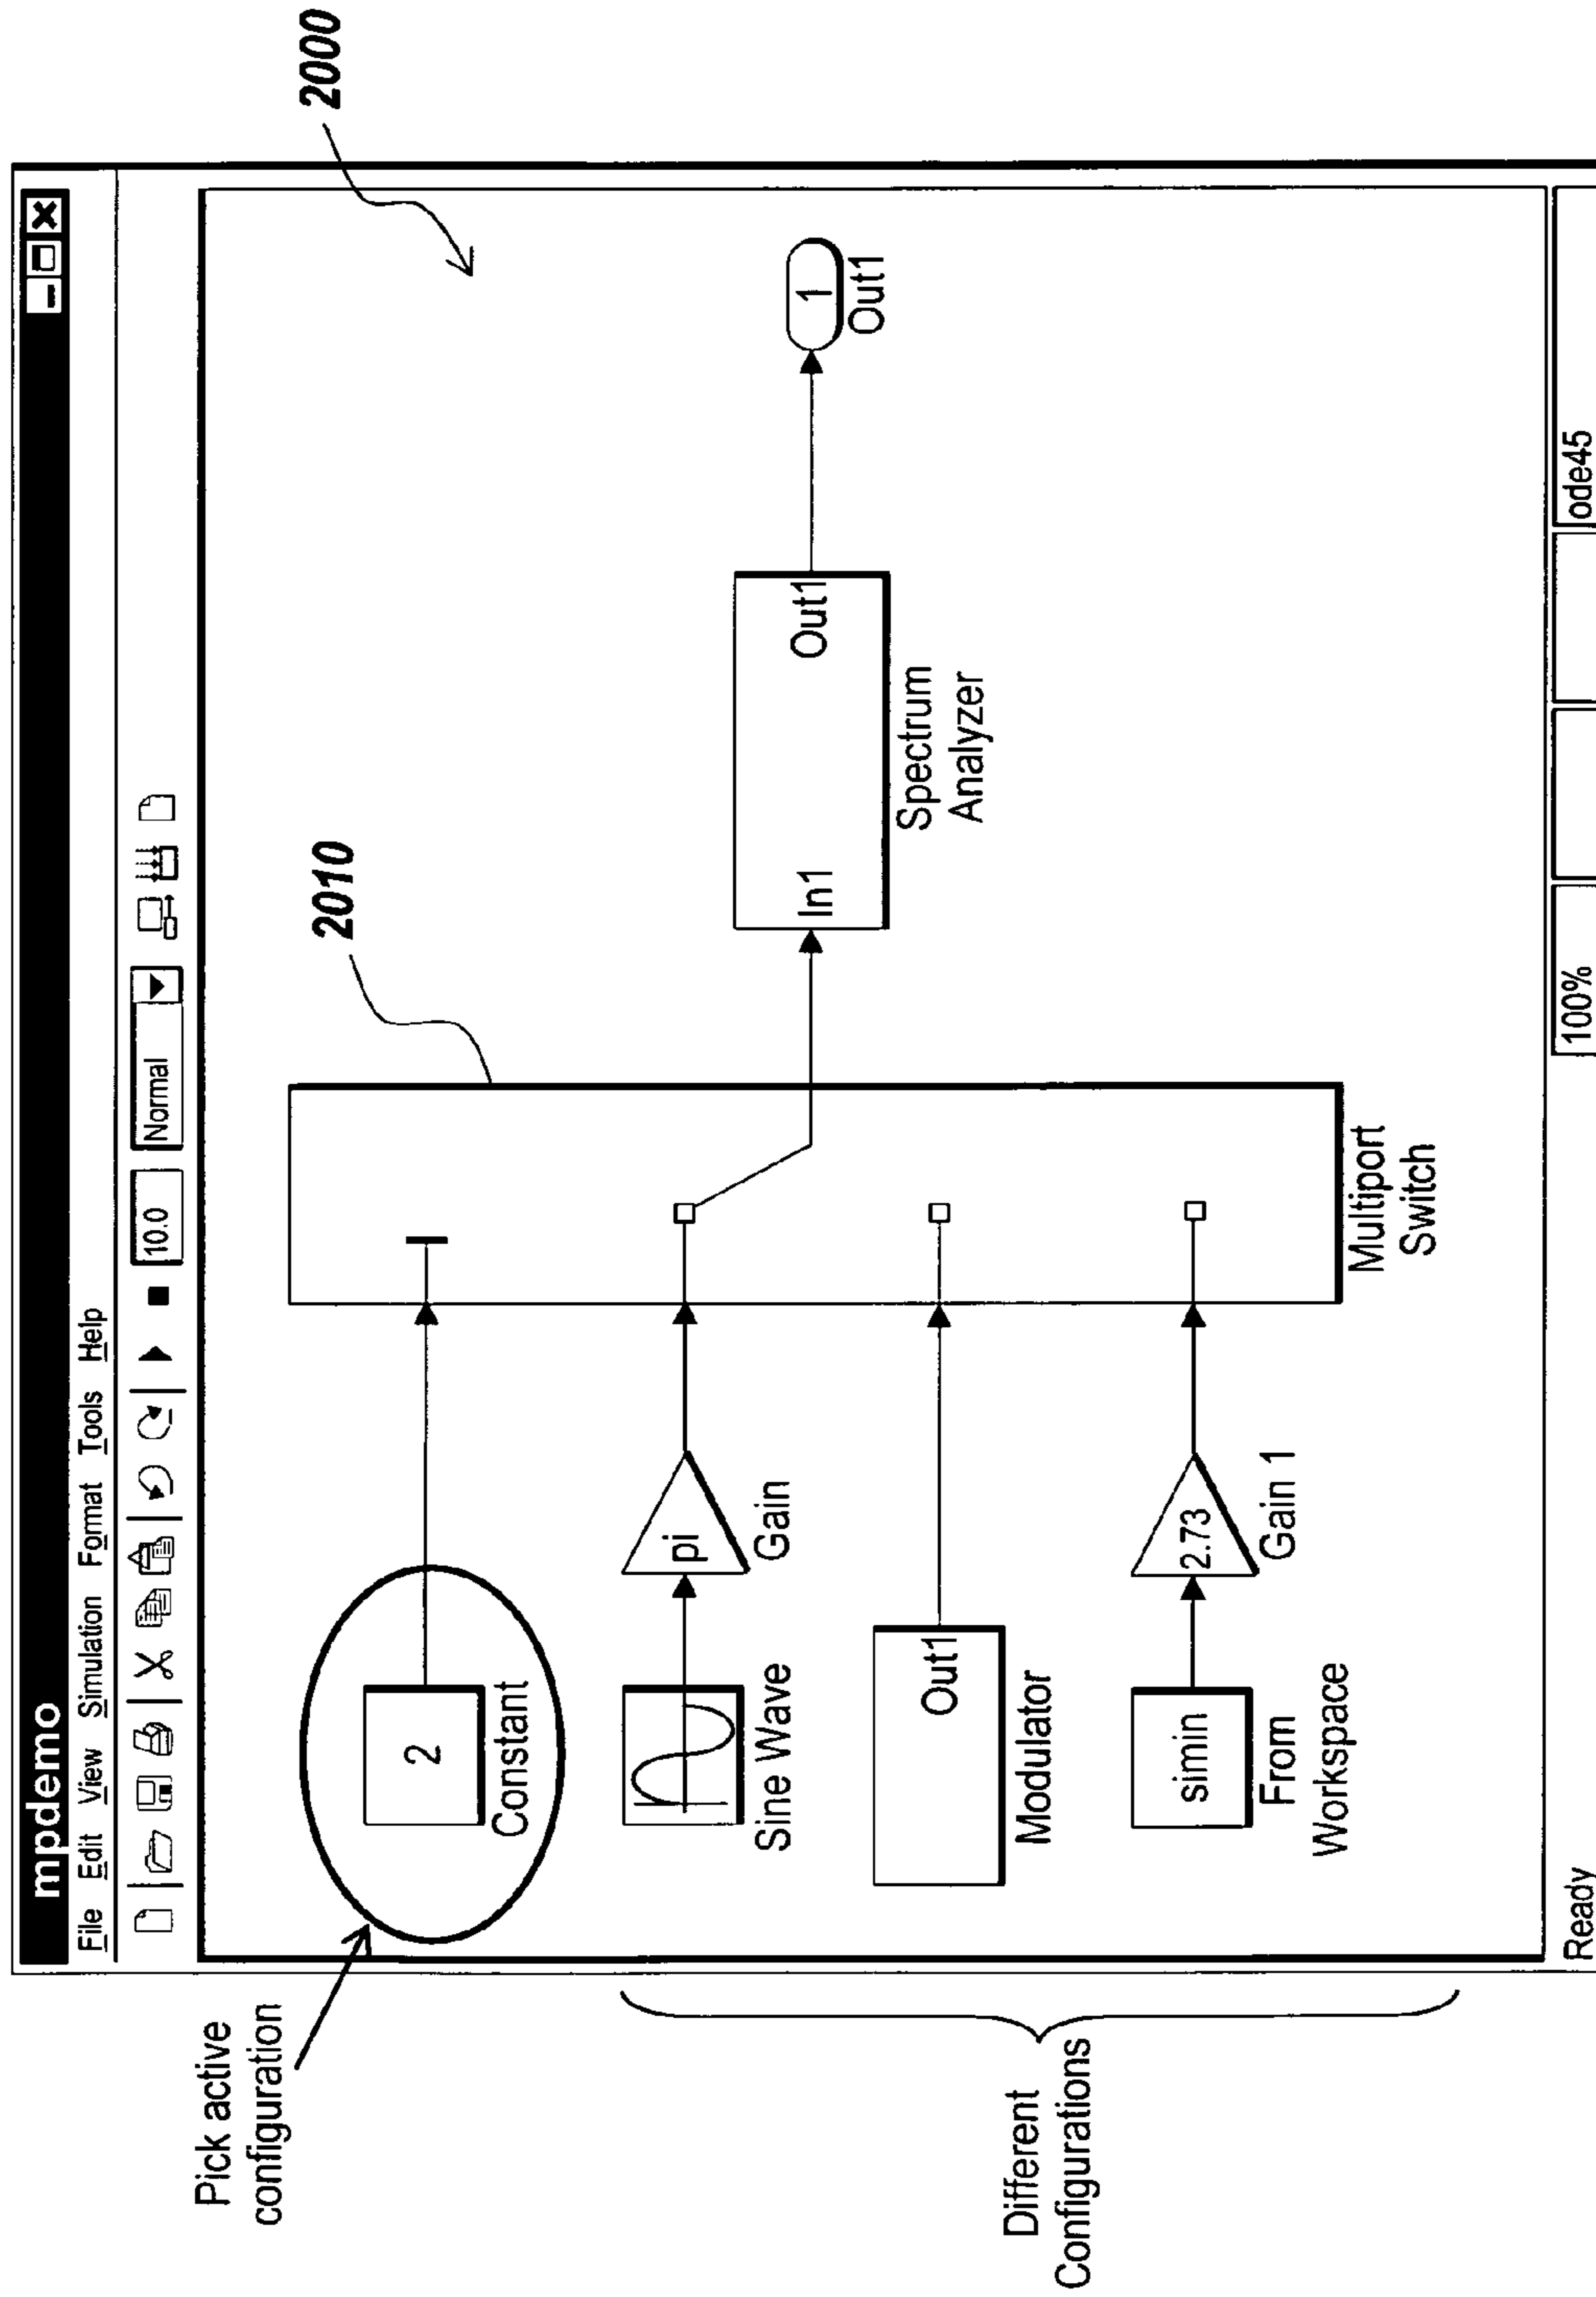 mpdemo
File Edit View Simulation Format Tools Help
10.0
Normal
2000
2010
Pick active
configuration
2
Constant
pi
Sine Wave
Gain
Out1
Modulator
simin
From
Workspace
2.73
Gain 1
Different
Configurations
Multiport
Switch
In1
Out1
Spectrum
Analyzer
1
Out1
Ready
100%
ode45